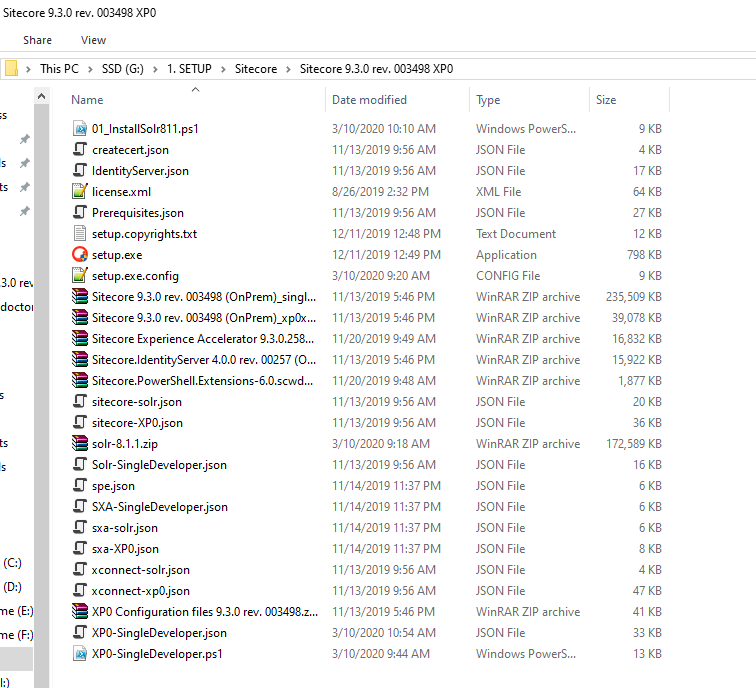 Sitecore 9.3.0 rev. 003498 XP0
Share View
This PC > SSD (G:) > 1. SETUP > Sitecore > Sitecore 9.3.0 rev. 003498 XP0
Name Date modified Type Size
01_InstallSolr811.ps1 3/10/2020 10:10 AM Windows PowerS... 9 KB
createcert.json 11/13/2019 9:56 AM JSON File 4 KB
IdentityServer.json 11/13/2019 9:56 AM JSON File 17 KB
license.xml 8/26/2019 2:32 PM XML File 64 KB
Prerequisites.json 11/13/2019 9:56 AM JSON File 27 KB
setup.copyrights.txt 12/11/2019 12:48 PM Text Document 12 KB
setup.exe 12/11/2019 12:49 PM Application 798 KB
setup.exe.config 3/10/2020 9:20 AM CONFIG File 9 KB
Sitecore 9.3.0 rev. 003498 (OnPrem)_singl... 11/13/2019 5:46 PM WinRAR ZIP archive 235,509 KB
Sitecore 9.3.0 rev. 003498 (OnPrem)_xp0x... 11/13/2019 5:46 PM WinRAR ZIP archive 39,078 KB
Sitecore Experience Accelerator 9.3.0.258... 11/20/2019 9:49 AM WinRAR ZIP archive 16,832 KB
Sitecore.IdentityServer 4.0.0 rev. 00257 (O... 11/13/2019 5:46 PM WinRAR ZIP archive 15,922 KB
Sitecore.PowerShell.Extensions-6.0.scwd... 11/20/2019 9:48 AM WinRAR ZIP archive 1,877 KB
sitecore-solr.json 11/13/2019 9:56 AM JSON File 20 KB
sitecore-XP0.json 11/13/2019 9:56 AM JSON File 36 KB
solr-8.1.1.zip 3/10/2020 9:18 AM WinRAR ZIP archive 172,589 KB
Solr-SingleDeveloper.json 11/13/2019 9:56 AM JSON File 16 KB
spe.json 11/14/2019 11:37 PM JSON File 6 KB
SXA-SingleDeveloper.json 11/14/2019 11:37 PM JSON File 6 KB
sxa-solr.json 11/14/2019 11:37 PM JSON File 6 KB
sxa-XP0.json 11/14/2019 11:37 PM JSON File 8 KB
xconnect-solr.json 11/13/2019 9:56 AM JSON File 4 KB
xconnect-xp0.json 11/13/2019 9:56 AM JSON File 47 KB
XP0 Configuration files 9.3.0 rev. 003498.z... 11/13/2019 5:46 PM WinRAR ZIP archive 41 KB
XP0-SingleDeveloper.json 3/10/2020 10:54 AM JSON File 33 KB
XP0-SingleDeveloper.ps1 3/10/2020 9:44 AM Windows PowerS... 13 KB
.3.0 rev
doctor
(C:)
(D:)
me (E:)
me (F:)